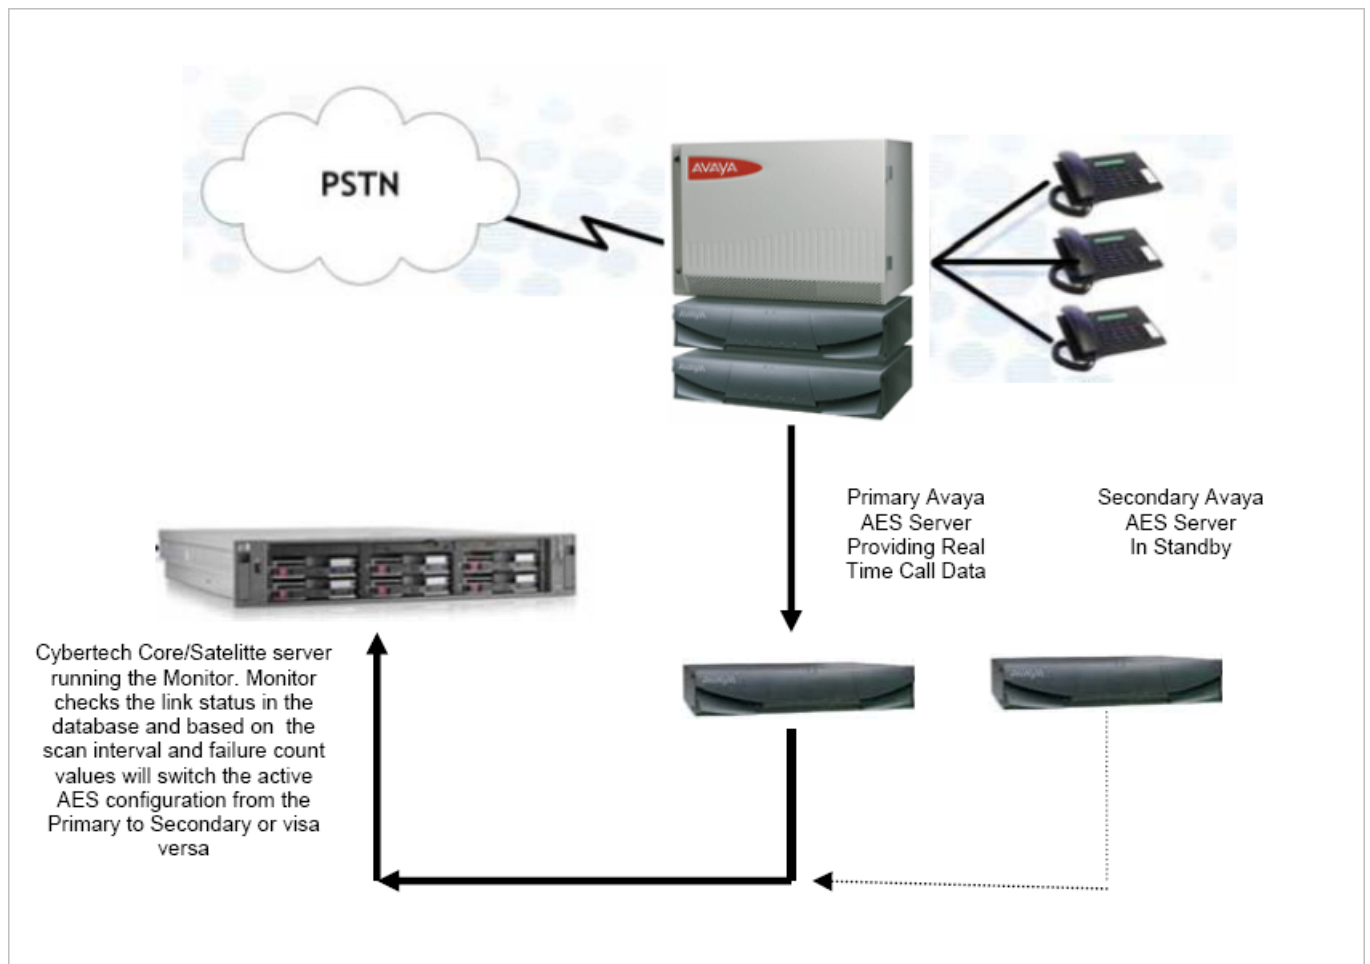 PSTN
AVAYA
AVAYA
AVAYA
Primary Avaya
AES Server
Providing Real
Time Call Data
Secondary Avaya
AES Server
In Standby
Cybertech Core/Satelitte server
running the Monitor. Monitor
checks the link status in the
database and based on  the
scan interval and failure count
values will switch the active
AES configuration from the
Primary to Secondary or visa
versa